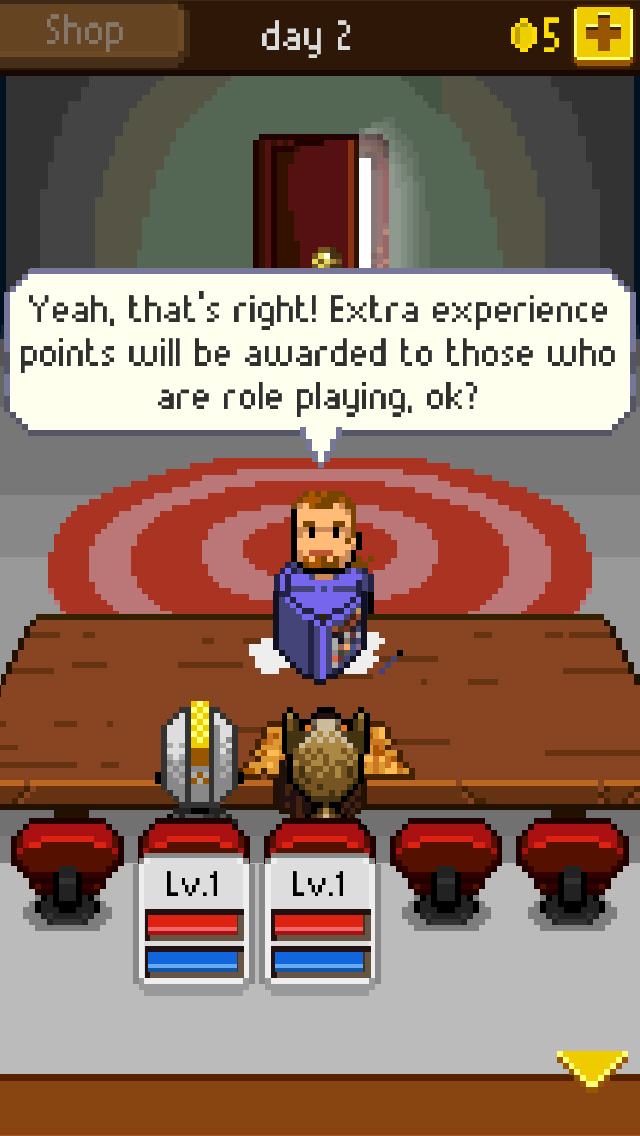 Shop
day 2
5
Yeah, that's right! Extra experience
points will be awarded to those who
are role playing, ok?
Lv.1
Lv.1